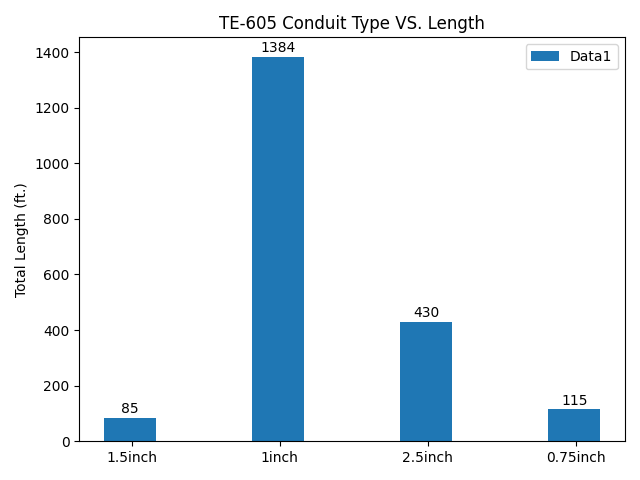 TE-605 Conduit Type VS. Length
Data1
Total Length (ft.)
1400
1200
1000
800
600
400
200
0
85
1384
430
115
1.5inch
1inch
2.5inch
0.75inch